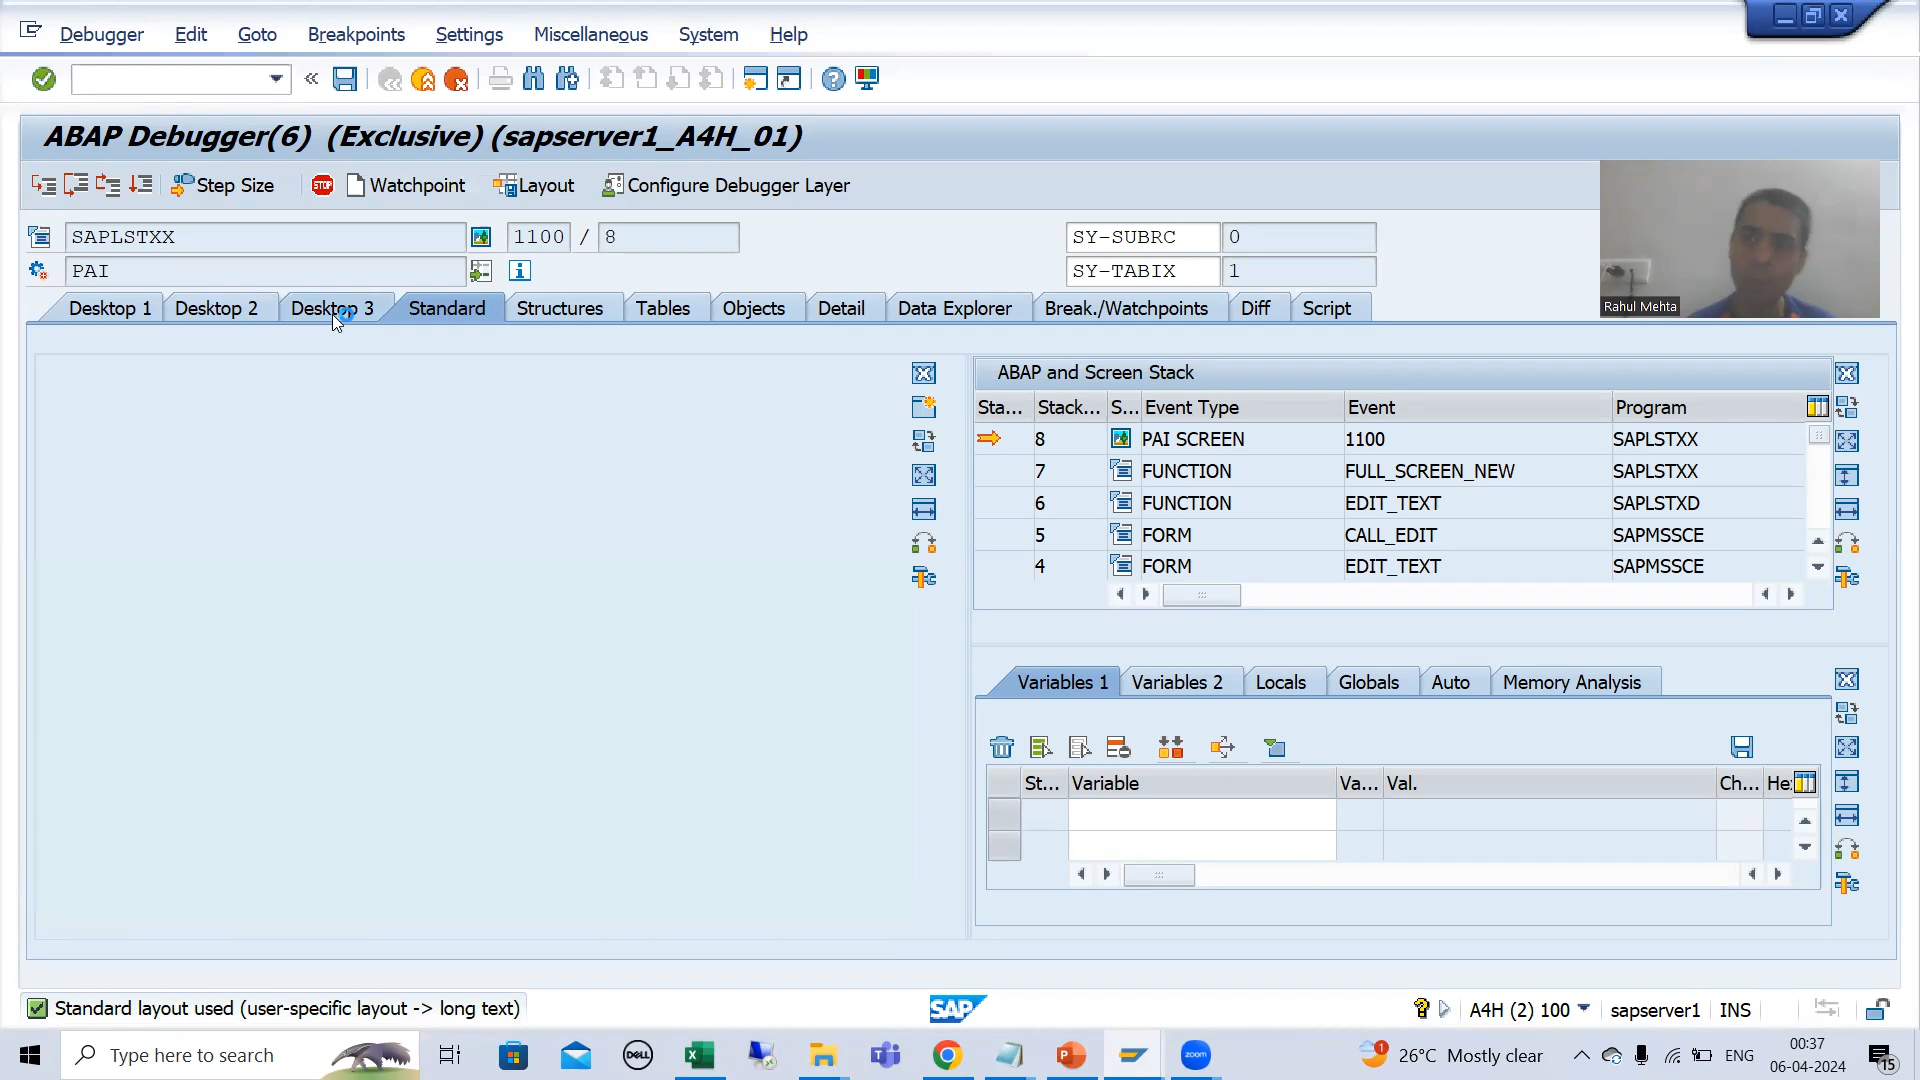 Debugger Edit Goto Breakpoints Settings Miscellaneous System Help
ABAP Debugger(6) (Exclusive) (sapserver1_A4H_01)
STOP
Step Size Watchpoint Layout Configure Debugger Layer
SAPLSTXX 1100 / 8 SY-SUBRC 0
PAI SY-TABIX 1
Rahul Mehta
Desktop 1 Desktop 2 Desktop 3 Standard Structures Tables Objects Detail Data Explorer Break./Watchpoints Diff Script
ABAP and Screen Stack
Sta... Stack... S... Event Type Event Program
8 PAI SCREEN 1100 SAPLSTXX
7 FUNCTION FULL_SCREEN_NEW SAPLSTXX
6 FUNCTION EDIT_TEXT SAPLSTXD
5 FORM CALL_EDIT SAPMSSCE
4 FORM EDIT_TEXT SAPMSSCE
Variables 1 Variables 2 Locals Globals Auto Memory Analysis
St... Variable Va... Val. Ch... He
Standard layout used (user-specific layout -> long text)
SAP
A4H (2) 100 sapserver1 INS
Type here to search
DELL
zoom
1
26°C Mostly clear
ENG
00:37
06-04-2024
15